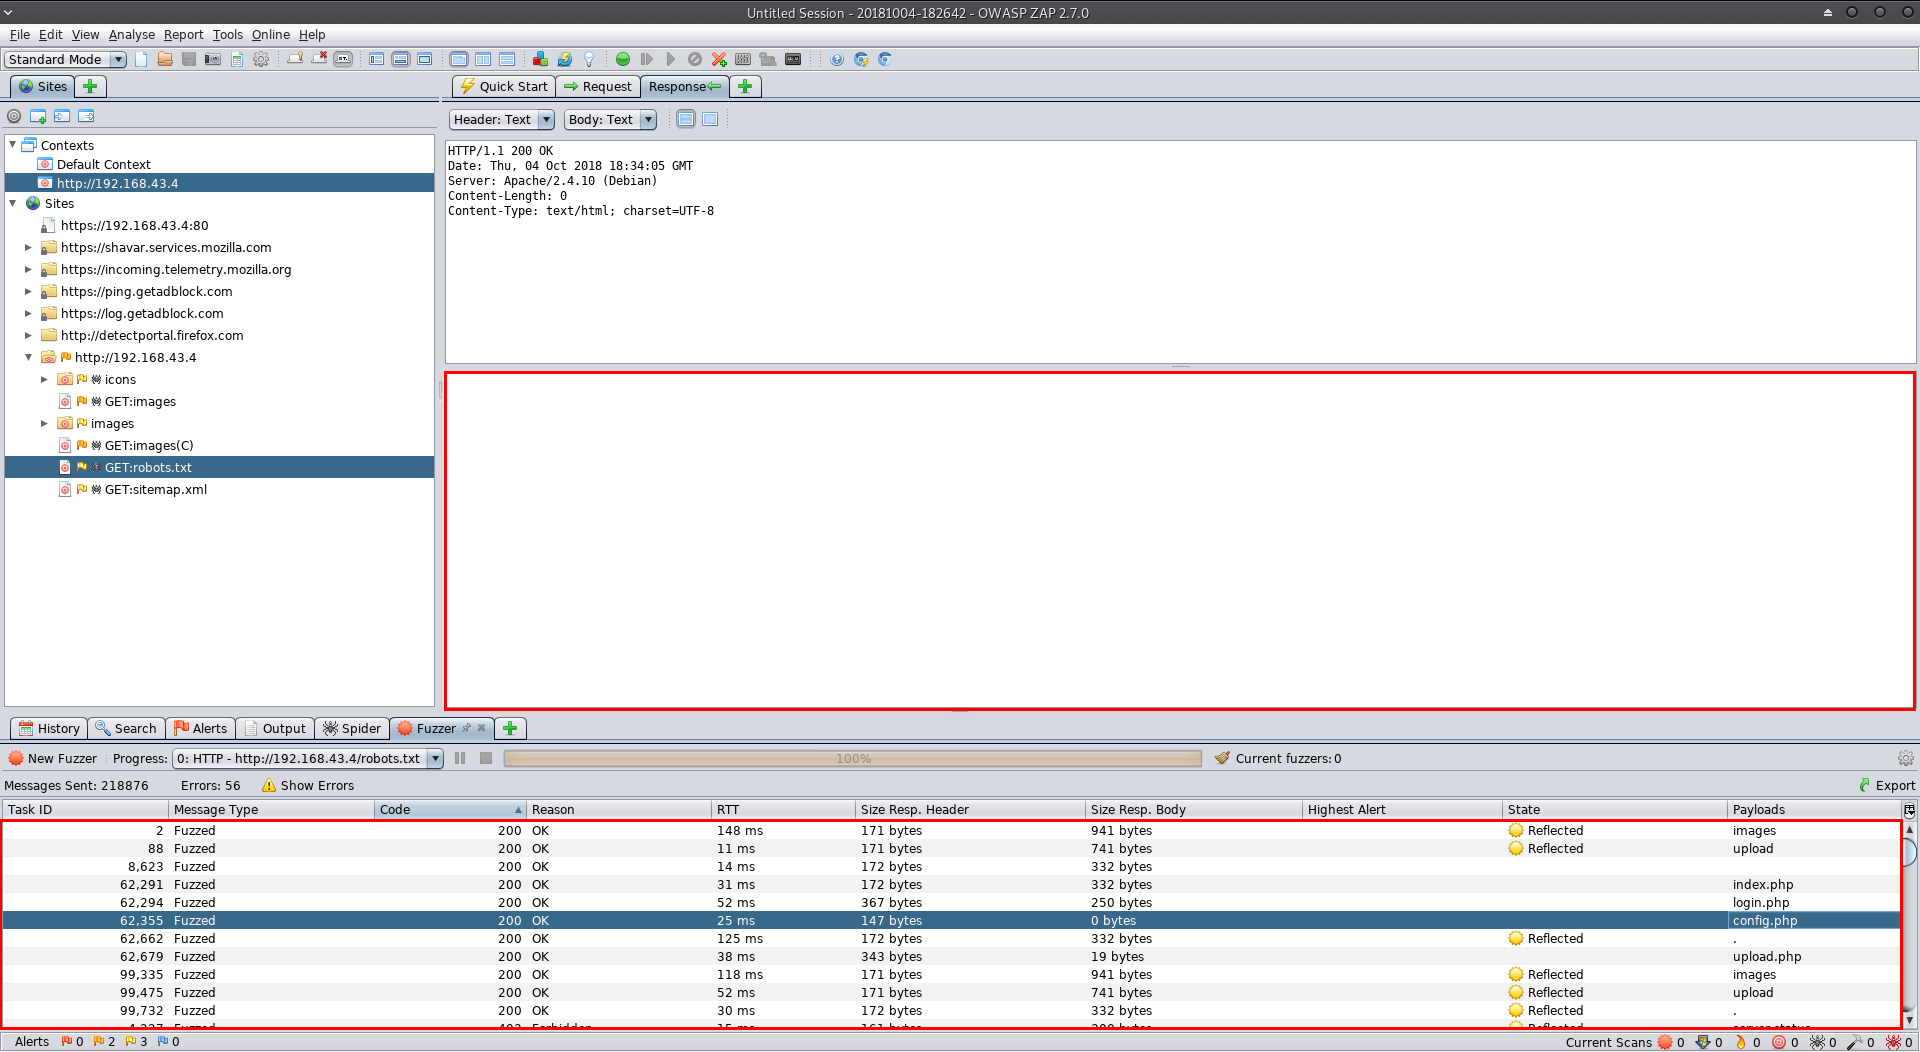 Untitled Session - 20181004-182642 - OWASP ZAP 2.7.0
File Edit View Analyse Report Tools Online Help
Standard Mode
Sites
Quick Start Request Response
Header: Text Body: Text
Contexts
Default Context
http://192.168.43.4
Sites
https://192.168.43.4:80
https://shavar.services.mozilla.com
https://incoming.telemetry.mozilla.org
https://ping.getadblock.com
https://log.getadblock.com
http://detectportal.firefox.com
http://192.168.43.4
icons
GET:images
images
GET:images(C)
GET:robots.txt
GET:sitemap.xml
HTTP/1.1 200 OK
Date: Thu, 04 Oct 2018 18:34:05 GMT
Server: Apache/2.4.10 (Debian)
Content-Length: 0
Content-Type: text/html; charset=UTF-8
History Search Alerts Output Spider Fuzzer
New Fuzzer Progress: 0: HTTP - http://192.168.43.4/robots.txt 100% Current fuzzers: 0
Messages Sent: 218876 Errors: 56 Show Errors Export
Task ID Message Type Code Reason RTT Size Resp. Header Size Resp. Body Highest Alert State Payloads
2 Fuzzed 200 OK 148 ms 171 bytes 941 bytes Reflected images
88 Fuzzed 200 OK 11 ms 171 bytes 741 bytes Reflected upload
8,623 Fuzzed 200 OK 14 ms 172 bytes 332 bytes
62,291 Fuzzed 200 OK 31 ms 172 bytes 332 bytes index.php
62,294 Fuzzed 200 OK 52 ms 367 bytes 250 bytes login.php
62,355 Fuzzed 200 OK 25 ms 147 bytes 0 bytes config.php
62,662 Fuzzed 200 OK 125 ms 172 bytes 332 bytes Reflected .
62,679 Fuzzed 200 OK 38 ms 343 bytes 19 bytes upload.php
99,335 Fuzzed 200 OK 118 ms 171 bytes 941 bytes Reflected images
99,475 Fuzzed 200 OK 52 ms 171 bytes 741 bytes Reflected upload
99,732 Fuzzed 200 OK 30 ms 172 bytes 332 bytes .
Fuzzed Forbidden Reflected
Alerts 0 2 3 0 Current Scans 0 0 0 0 0 0 0